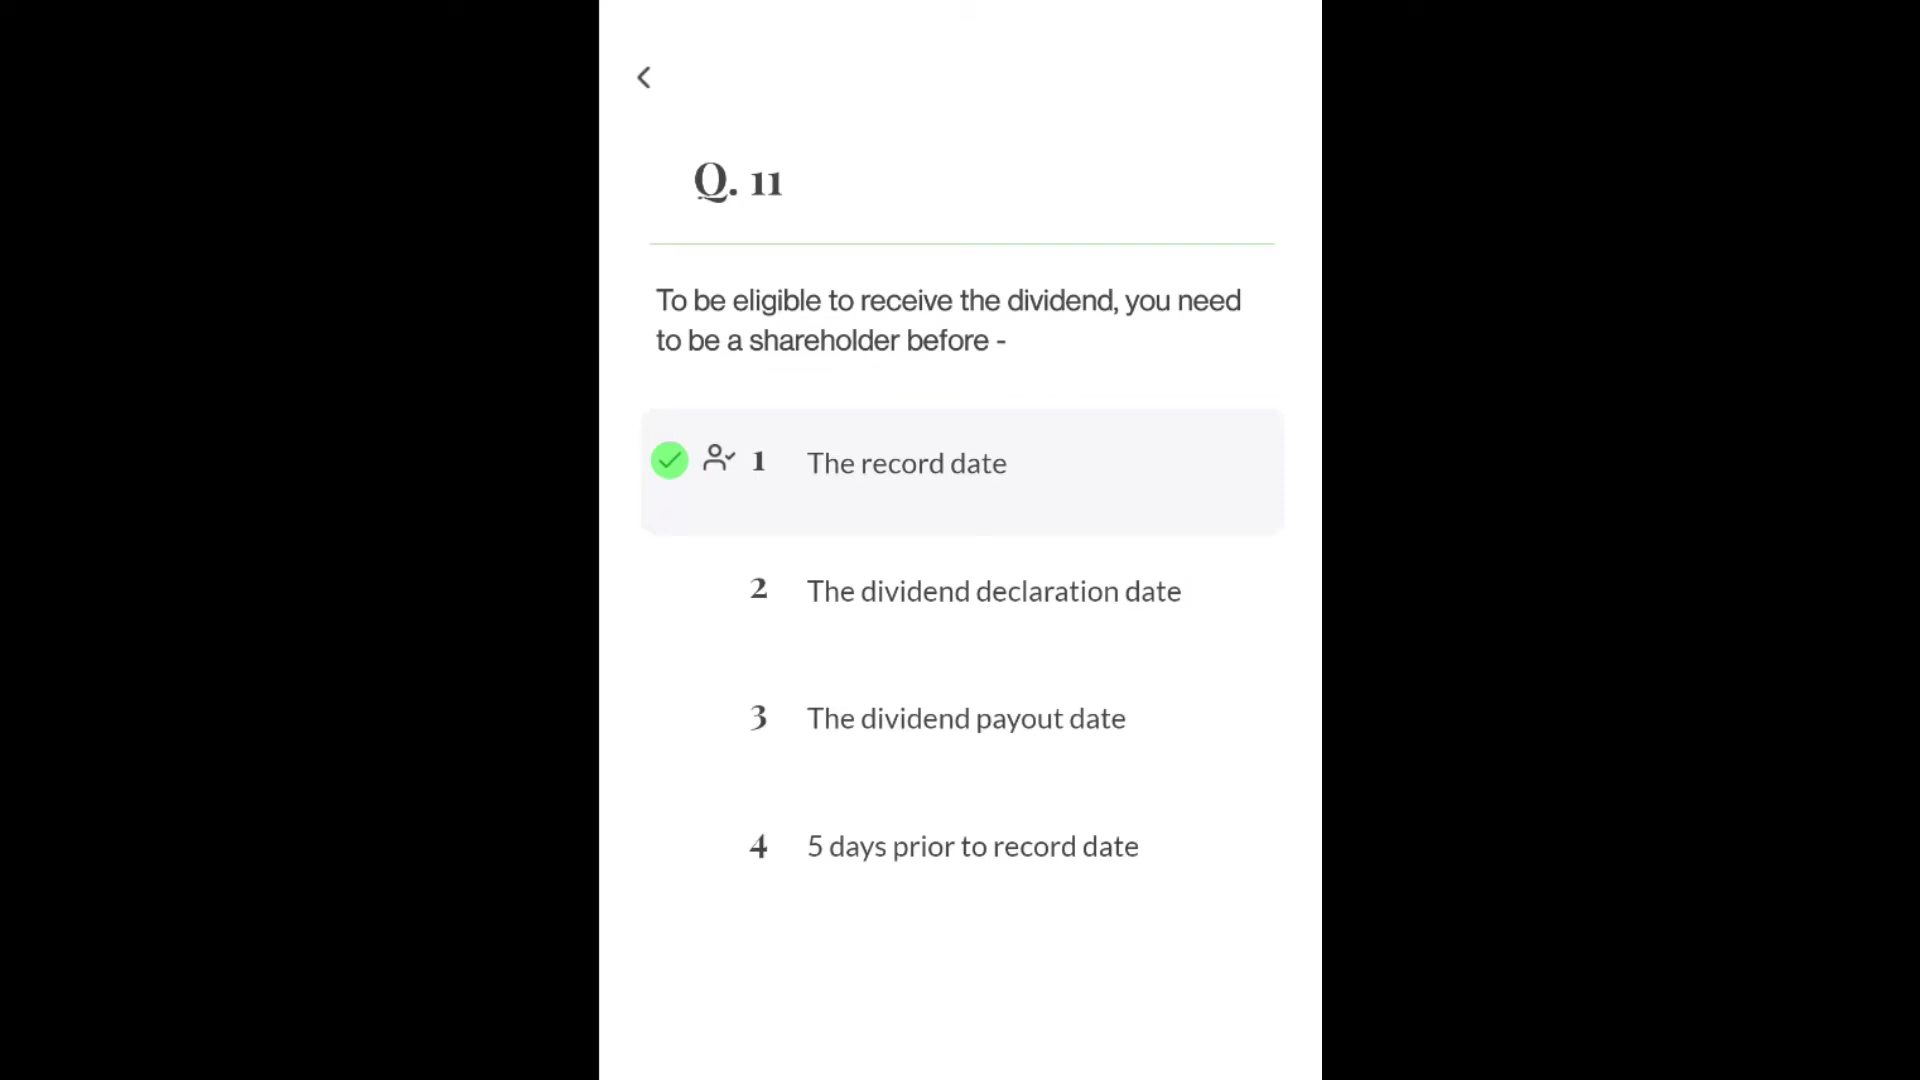 Q. 11
To be eligible to receive the dividend, you need
to be a shareholder before -
1 The record date
2 The dividend declaration date
3 The dividend payout date
4 5 days prior to record date